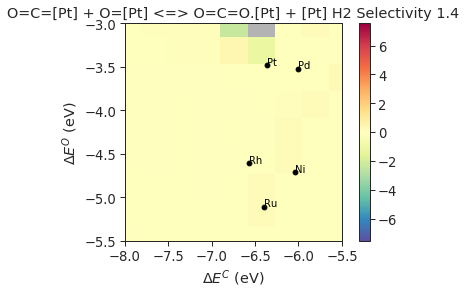 O=C=[Pt] + O=[Pt] <=> O=C=O.[Pt] + [Pt] H2 Selectivity 1.4
−3.0
−3.5
−4.0
−4.5
−5.0
−5.5
ΔE^O (eV)
Pt
Pd
Rh
Ni
Ru
−8.0 −7.5 −7.0 −6.5 −6.0 −5.5
ΔE^C (eV)
6
4
2
0
−2
−4
−6